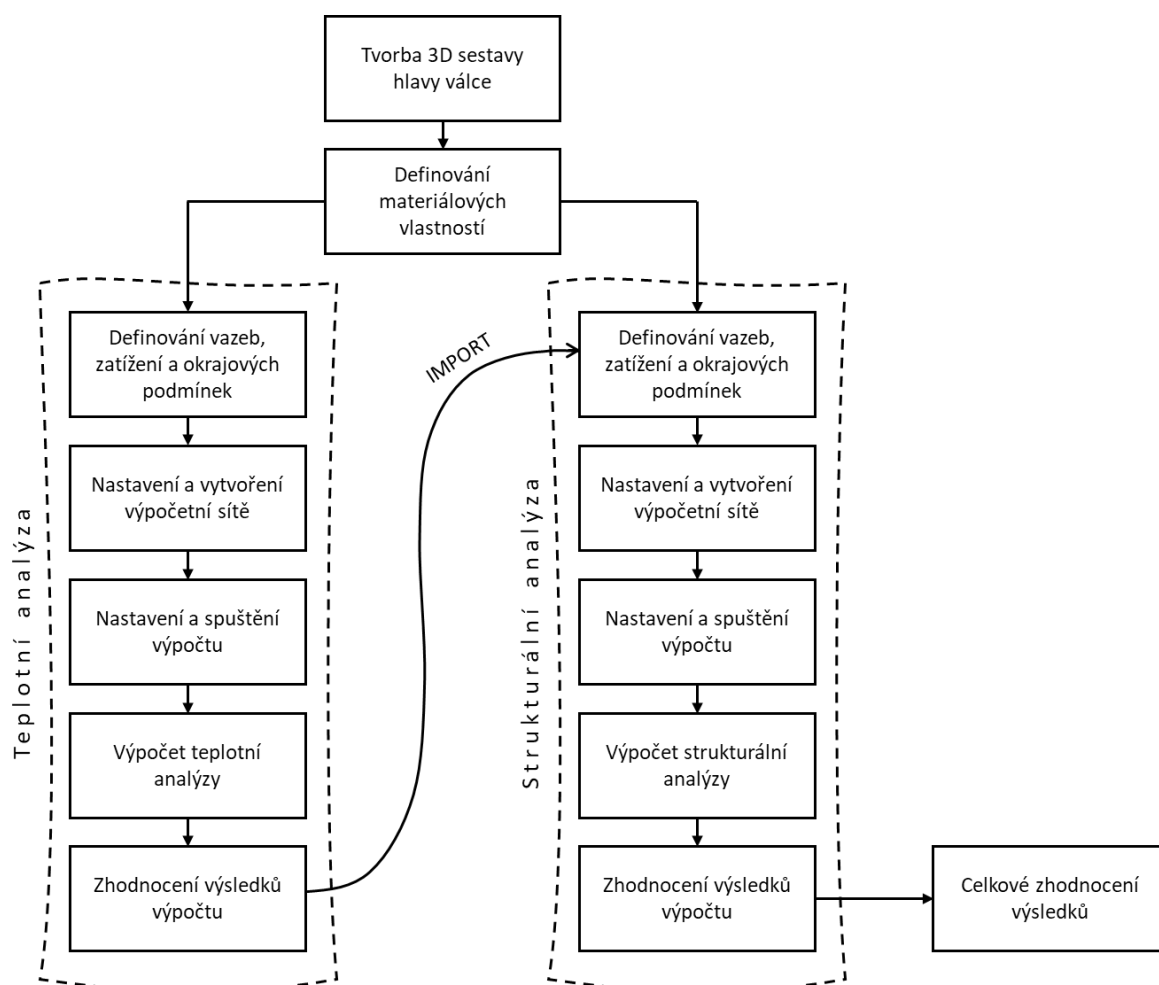 Tvorba 3D sestavy
hlavy válce
Definování
materiálových
vlastností
Teplotní analýza
Definování vazeb,
zatížení a okrajových
podmínek
Nastavení a vytvoření
výpočetní sítě
Nastavení a spuštění
výpočtu
Výpočet teplotní
analýzy
Zhodnocení výsledků
výpočtu
IMPORT
Strukturální analýza
Definování vazeb,
zatížení a okrajových
podmínek
Nastavení a vytvoření
výpočetní sítě
Nastavení a spuštění
výpočtu
Výpočet strukturální
analýzy
Zhodnocení výsledků
výpočtu
Celkové zhodnocení
výsledků